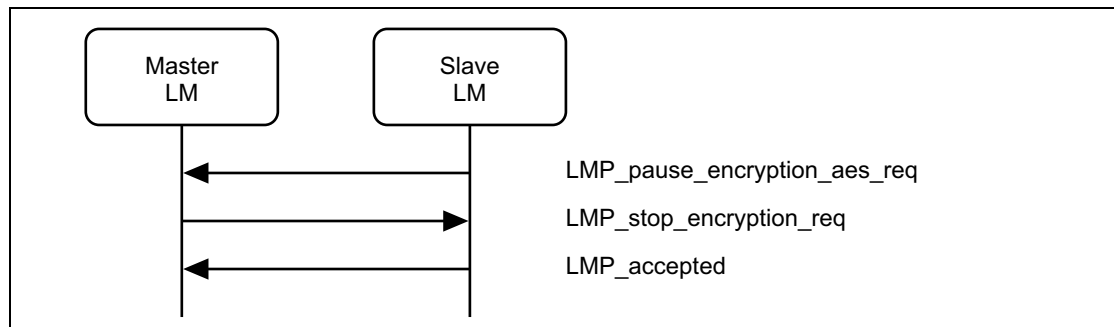 Master
LM
Slave
LM
LMP_pause_encryption_aes_req
LMP_stop_encryption_req
LMP_accepted